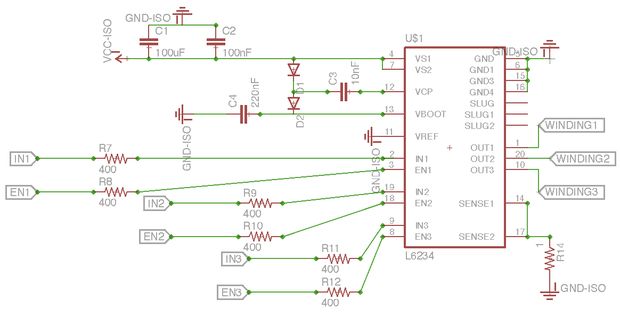 GND-ISO
C1
C2
100uF
100nF
VCC-ISO
U$1
GND-ISO
4 VS1 GND 5
7 VS2 GND1 6
GND3 15
12 VCP GND4 16
SLUG
13 VBOOT SLUG1
SLUG2
11 VREF
OUT1 1 WINDING1
2 IN1 OUT2 20 WINDING2
3 EN1 OUT3 10 WINDING3
19 IN2
18 EN2 SENSE1 14
9 IN3
8 EN3 SENSE2 17
L6234
D1
D2
C3
10nF
C4
220nF
GND-ISO
GND-ISO
IN1 R7
400
EN1 R8
400
IN2 R9
400
EN2 R10
400
IN3 R11
400
EN3 R12
400
1 R14
GND-ISO